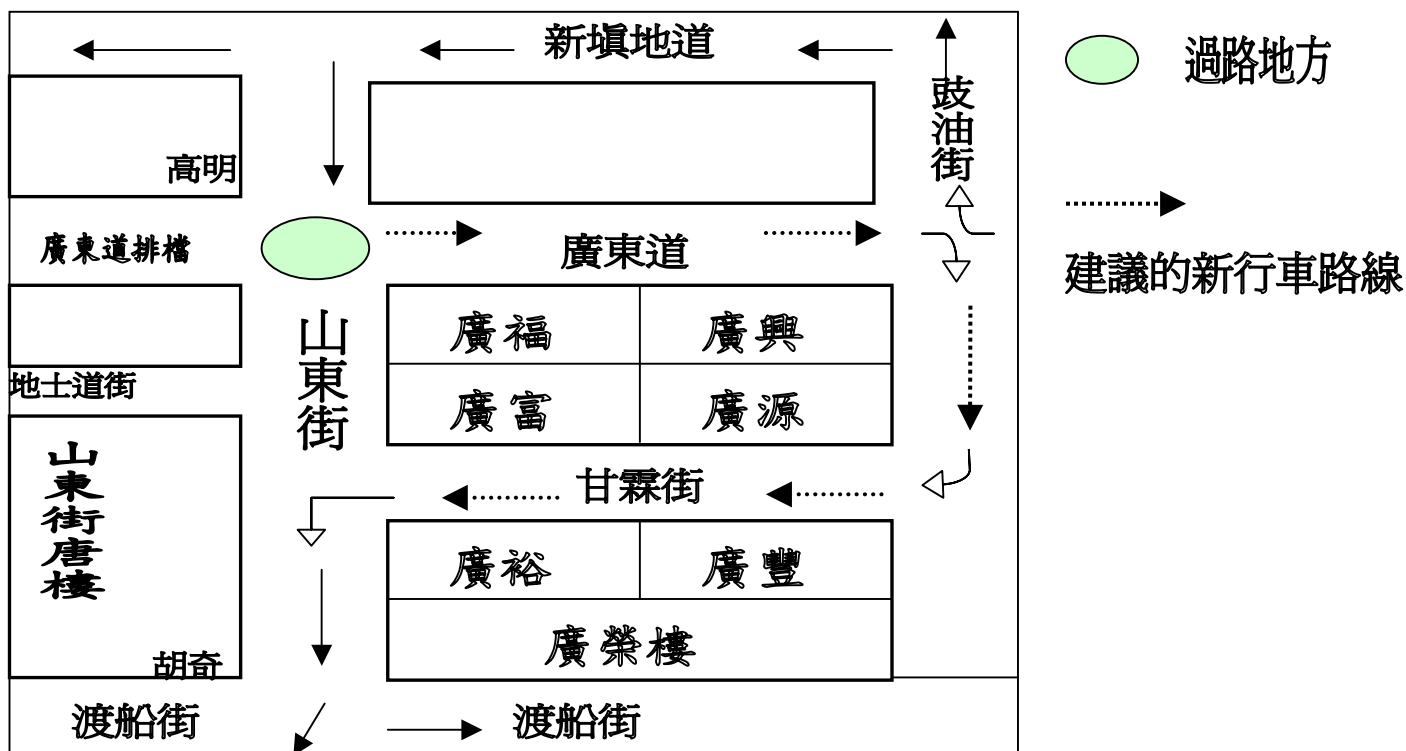 新填地道
過路地方
豉油街
高明
廣東道排檔
廣東道
建議的新行車路線
山東街
廣福
廣興
地士道街
廣富
廣源
山東街唐樓
甘霖街
廣裕
廣豐
廣榮樓
胡奇
渡船街
渡船街